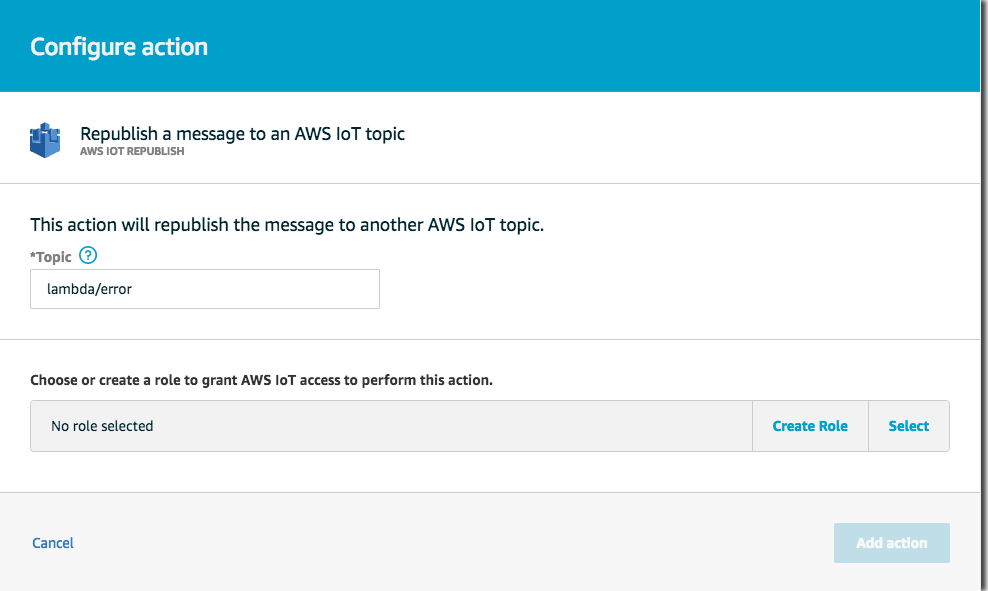 Configure action
Republish a message to an AWS IoT topic
AWS IOT REPUBLISH
This action will republish the message to another AWS IoT topic.
*Topic ?
lambda/error
Choose or create a role to grant AWS IoT access to perform this action.
No role selected Create Role Select
Cancel Add action